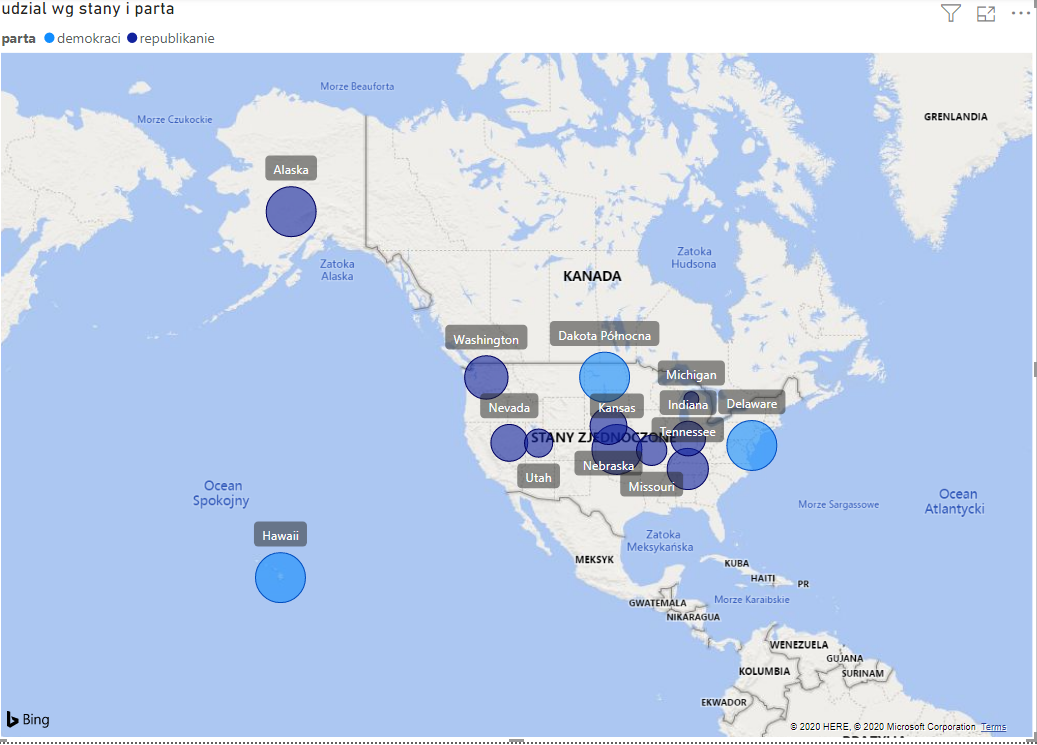 udzial wg stany i parta
parta demokraci republikanie
Morze Beauforta
Morze Czukockie
GRENLANDIA
Alaska
Zatoka
Hudsona
Zatoka
Alaska
KANADA
Washington
Dakota Północna
Michigan
Nevada
Kansas
Indiana
Delaware
Tennessee
STANY ZJEDNOCZONE
Nebraska
Utah
Missouri
Ocean
Spokojny
Ocean
Atlantycki
Morze Sargassowe
Hawaii
Zatoka
Meksykańska
MEKSYK
KUBA
HAITI
PR
GWATEMALA
Morze Karaibskie
NIKARAGUA
WENEZUELA
GUJANA
KOLUMBIA
SURINAM
EKWADOR
Bing
© 2020 HERE, © 2020 Microsoft Corporation Terms